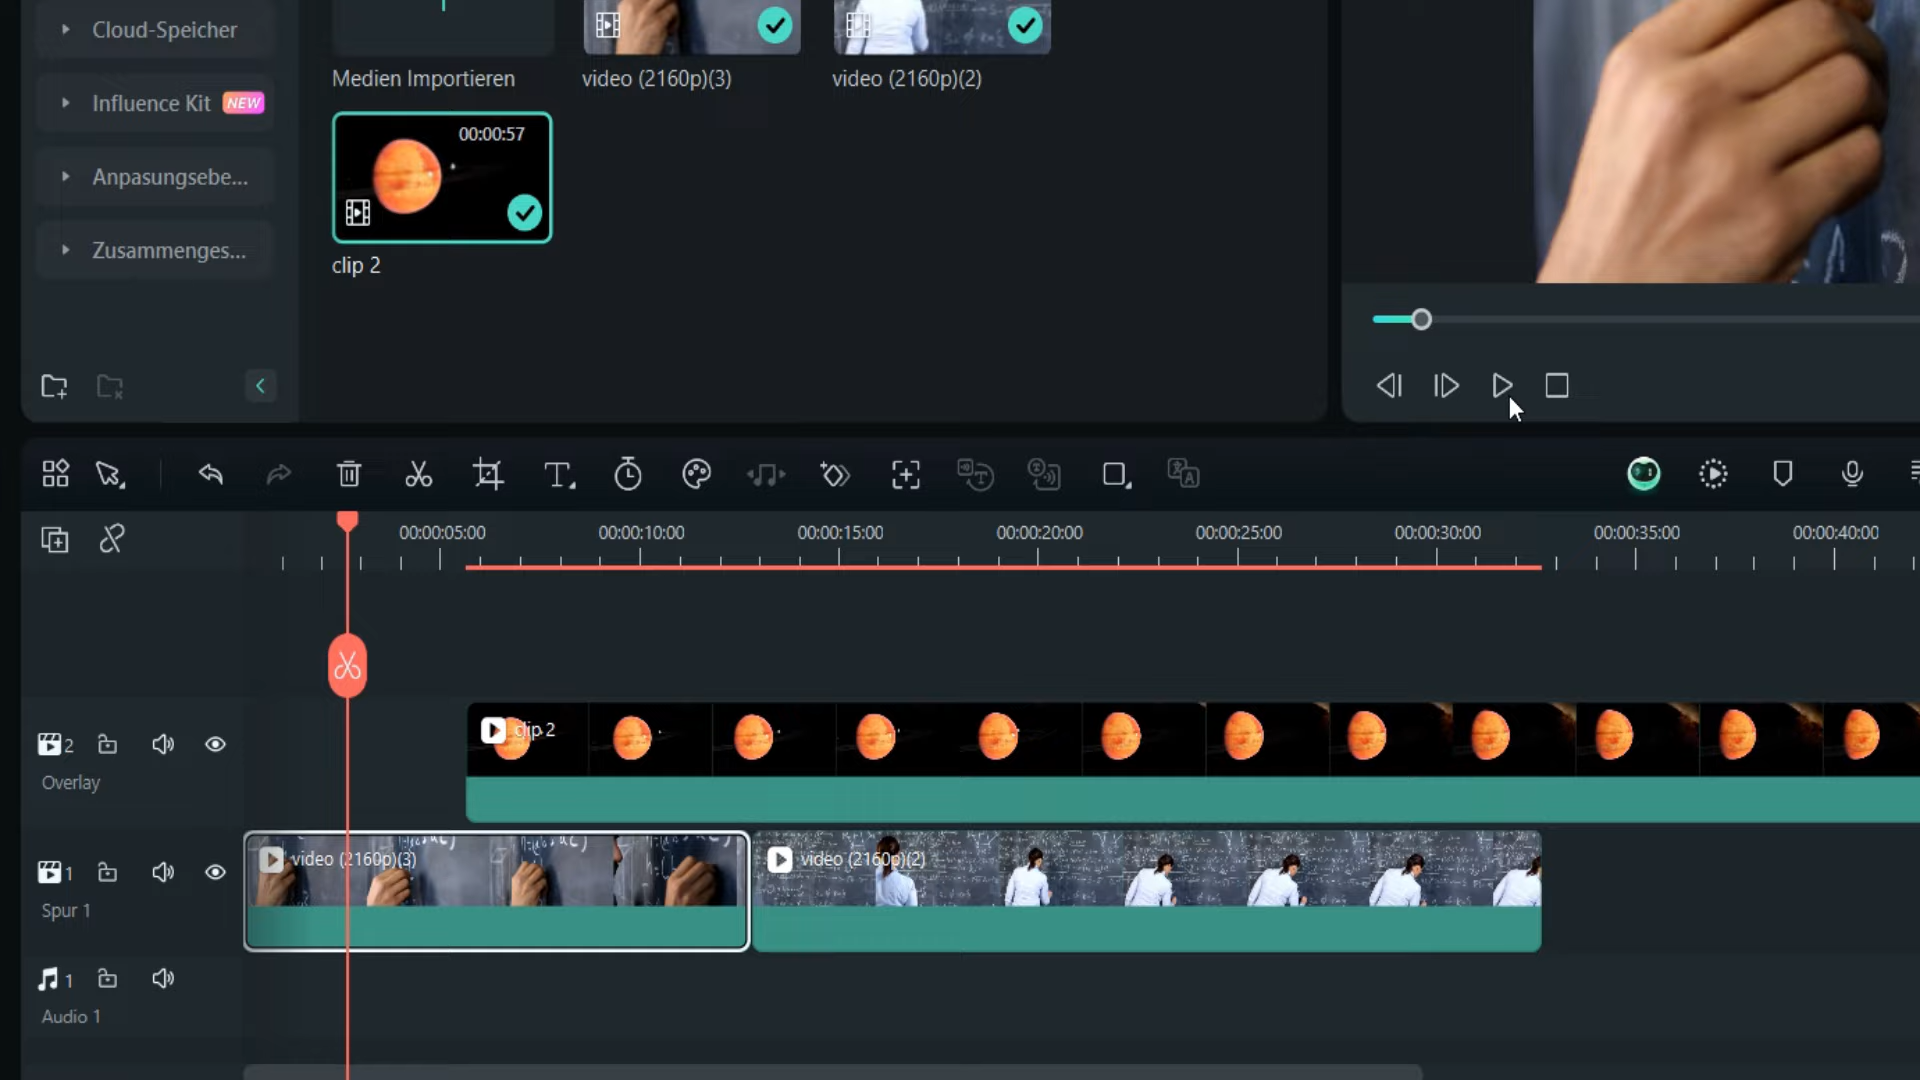 Cloud-Speicher
Medien Importieren
video (2160p)(3)
video (2160p)(2)
Influence Kit NEW
00:00:57
Anpasungsebe...
Zusammenges...
clip 2
00:00:05:00
00:00:10:00
00:00:15:00
00:00:20:00
00:00:25:00
00:00:30:00
00:00:35:00
00:00:40:00
clip 2
2
Overlay
video (2160p)(3)
video (2160p)(2)
1
Spur 1
1
Audio 1